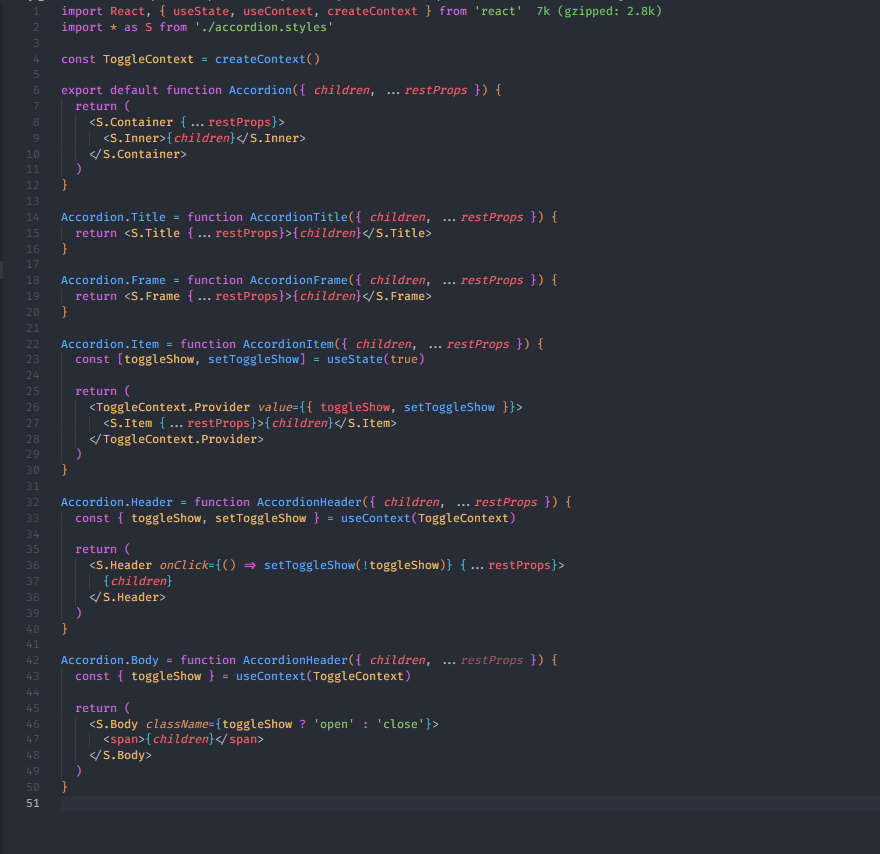 1 import React, { useState, useContext, createContext } from 'react' 7k (gzipped: 2.8k)
2 import * as S from './accordion.styles'
3
4 const ToggleContext = createContext()
5
6 export default function Accordion({ children, ...restProps }) {
7   return (
8     <S.Container {...restProps}>
9       <S.Inner>{children}</S.Inner>
10     </S.Container>
11   )
12 }
13
14 Accordion.Title = function AccordionTitle({ children, ...restProps }) {
15   return <S.Title {...restProps}>{children}</S.Title>
16 }
17
18 Accordion.Frame = function AccordionFrame({ children, ...restProps }) {
19   return <S.Frame {...restProps}>{children}</S.Frame>
20 }
21
22 Accordion.Item = function AccordionItem({ children, ...restProps }) {
23   const [toggleShow, setToggleShow] = useState(true)
24
25   return (
26     <ToggleContext.Provider value={{ toggleShow, setToggleShow }}>
27       <S.Item {...restProps}>{children}</S.Item>
28     </ToggleContext.Provider>
29   )
30 }
31
32 Accordion.Header = function AccordionHeader({ children, ...restProps }) {
33   const { toggleShow, setToggleShow } = useContext(ToggleContext)
34
35   return (
36     <S.Header onClick={() => setToggleShow(!toggleShow)} {...restProps}>
37       {children}
38     </S.Header>
39   )
40 }
41
42 Accordion.Body = function AccordionHeader({ children, ...restProps }) {
43   const { toggleShow } = useContext(ToggleContext)
44
45   return (
46     <S.Body className={toggleShow ? 'open' : 'close'}>
47       <span>{children}</span>
48     </S.Body>
49   )
50 }
51